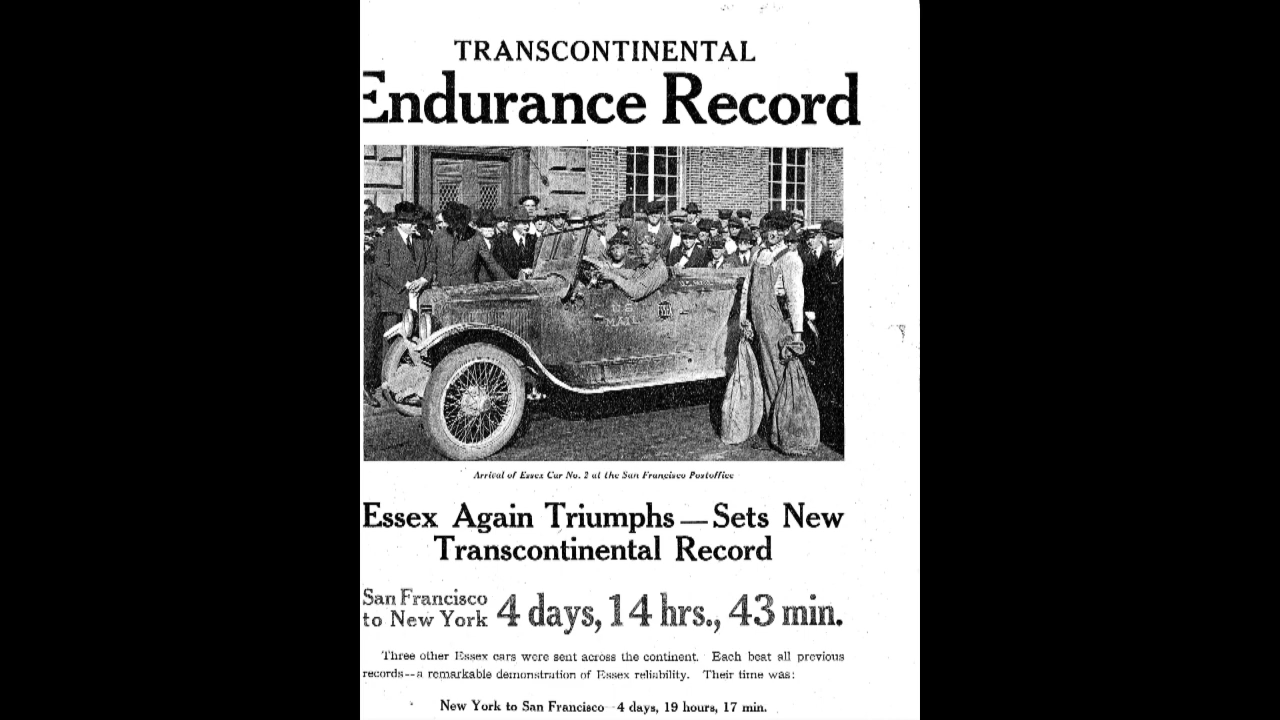 TRANSCONTINENTAL
Endurance Record
U S
MAIL
ESSEX
Arrival of Essex Car No. 2 at the San Francisco Postoffice
Essex Again Triumphs — Sets New
Transcontinental Record
San Francisco
to New York
4 days, 14 hrs., 43 min.
Three other Essex cars were sent across the continent. Each beat all previous
records--a remarkable demonstration of Essex reliability. Their time was:
New York to San Francisco 4 days, 19 hours, 17 min.